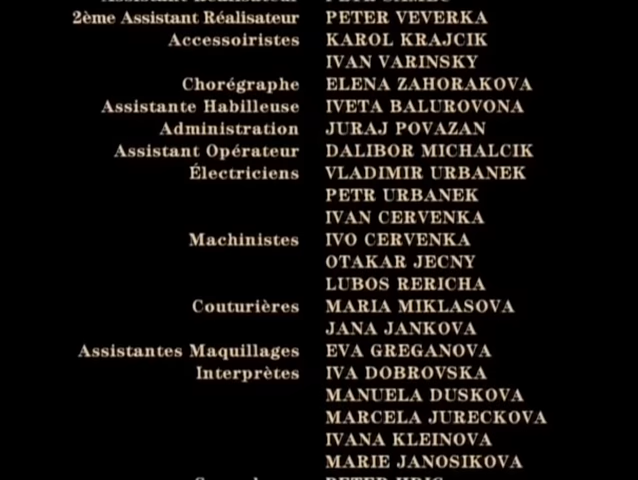 2ème Assistant Réalisateur PETER VEVERKA
Accessoiristes KAROL KRAJCIK
IVAN VARINSKY
Chorégraphe ELENA ZAHORAKOVA
Assistante Habilleuse IVETA BALUROVONA
Administration JURAJ POVAZAN
Assistant Opérateur DALIBOR MICHALCIK
Électriciens VLADIMIR URBANEK
PETR URBANEK
IVAN CERVENKA
Machinistes IVO CERVENKA
OTAKAR JECNY
LUBOS RERICHA
Couturières MARIA MIKLASOVA
JANA JANKOVA
Assistantes Maquillages EVA GREGANOVA
Interprètes IVA DOBROVSKA
MANUELA DUSKOVA
MARCELA JURECKOVA
IVANA KLEINOVA
MARIE JANOSIKOVA